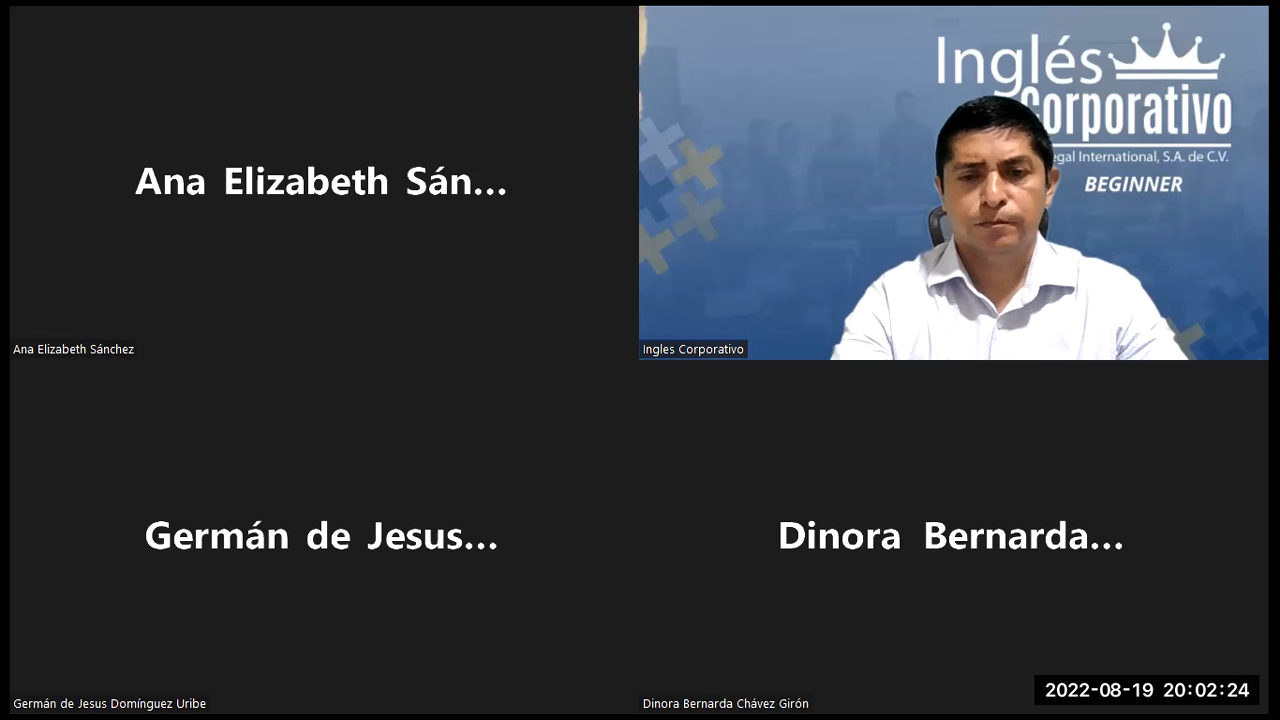 Ana Elizabeth Sán...
Ana Elizabeth Sánchez
Inglés
Corporativo
egal International, S.A. de C.V.
BEGINNER
Ingles Corporativo
Germán de Jesus...
Germán de Jesus Domínguez Uribe
Dinora Bernarda...
Dinora Bernarda Chávez Girón
2022-08-19 20:02:24